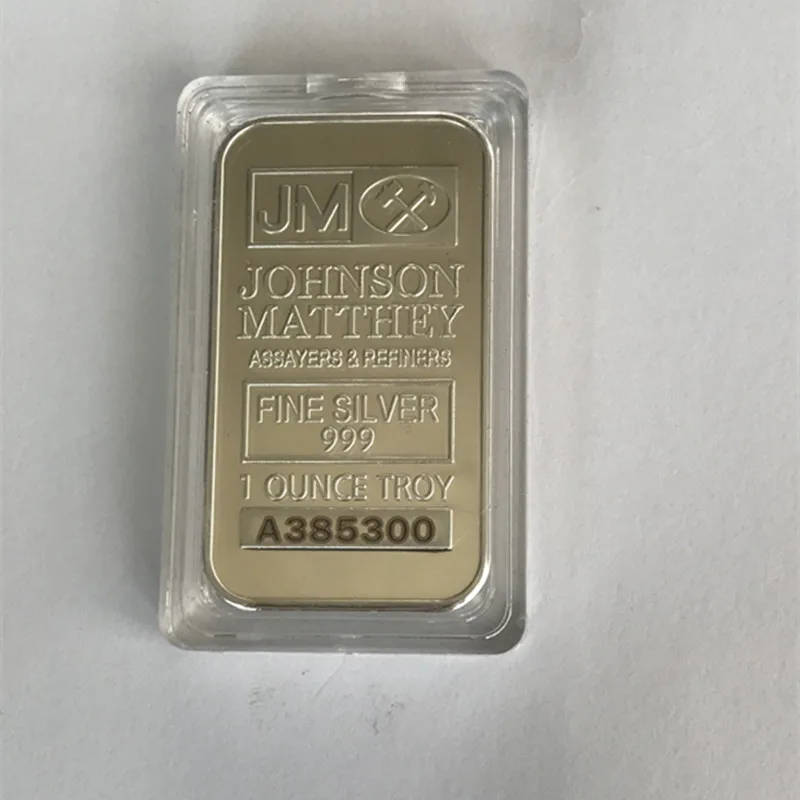 JM
JOHNSON
MATTHEY
ASSAYERS & REFINERS
FINE SILVER
999
1 OUNCE TROY
A385300